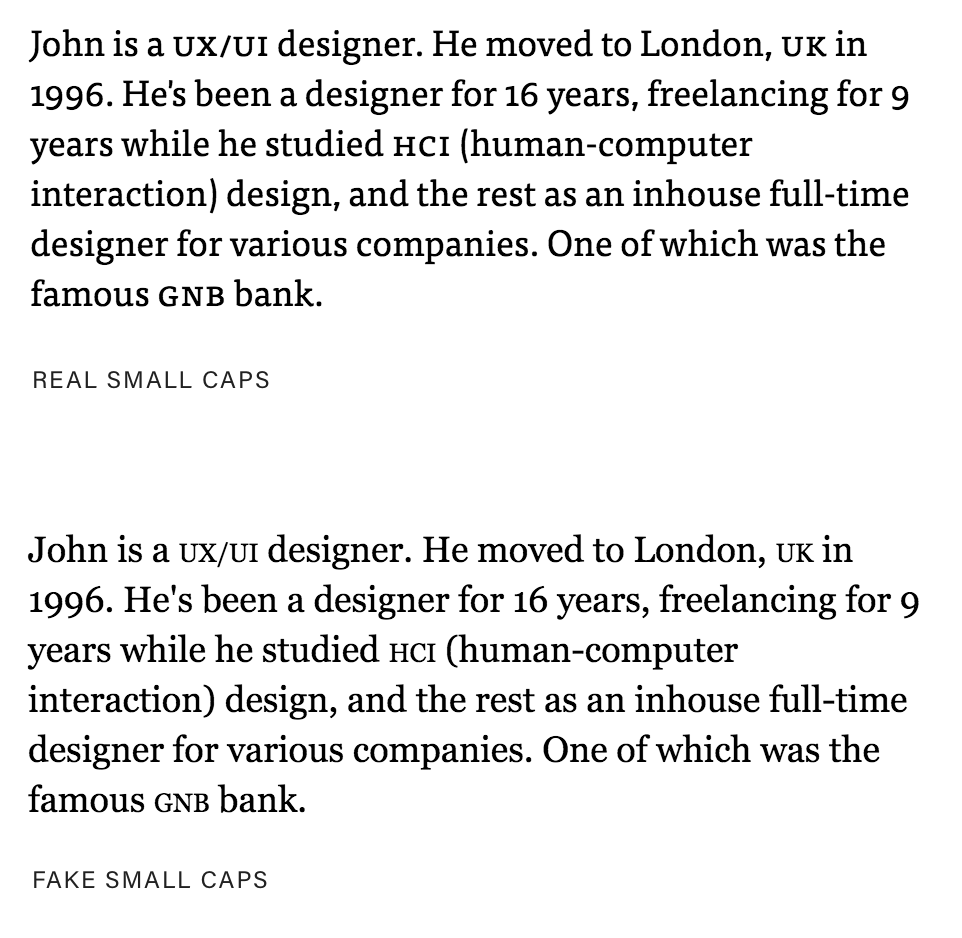 John is a UX/UI designer. He moved to London, UK in
1996. He's been a designer for 16 years, freelancing for 9
years while he studied HCI (human-computer
interaction) design, and the rest as an inhouse full-time
designer for various companies. One of which was the
famous GNB bank.
REAL SMALL CAPS
John is a UX/UI designer. He moved to London, UK in
1996. He's been a designer for 16 years, freelancing for 9
years while he studied HCI (human-computer
interaction) design, and the rest as an inhouse full-time
designer for various companies. One of which was the
famous GNB bank.
FAKE SMALL CAPS